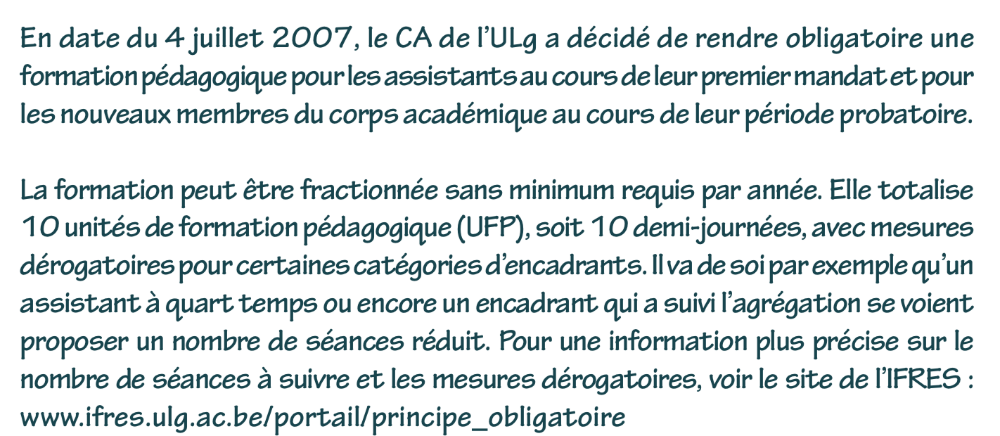 En date du 4 juillet 2007, le CA de l’ULg a décidé de rendre obligatoire une
formation pédagogique pour les assistants au cours de leur premier mandat et pour
les nouveaux membres du corps académique au cours de leur période probatoire.
La formation peut être fractionnée sans minimum requis par année. Elle totalise
10 unités de formation pédagogique (UFP), soit 10 demi-journées, avec mesures
dérogatoires pour certaines catégories d’encadrants. Il va de soi par exemple qu’un
assistant à quart temps ou encore un encadrant qui a suivi l’agrégation se voient
proposer un nombre de séances réduit. Pour une information plus précise sur le
nombre de séances à suivre et les mesures dérogatoires, voir le site de l’IFRES :
www.ifres.ulg.ac.be/portail/principe_obligatoire